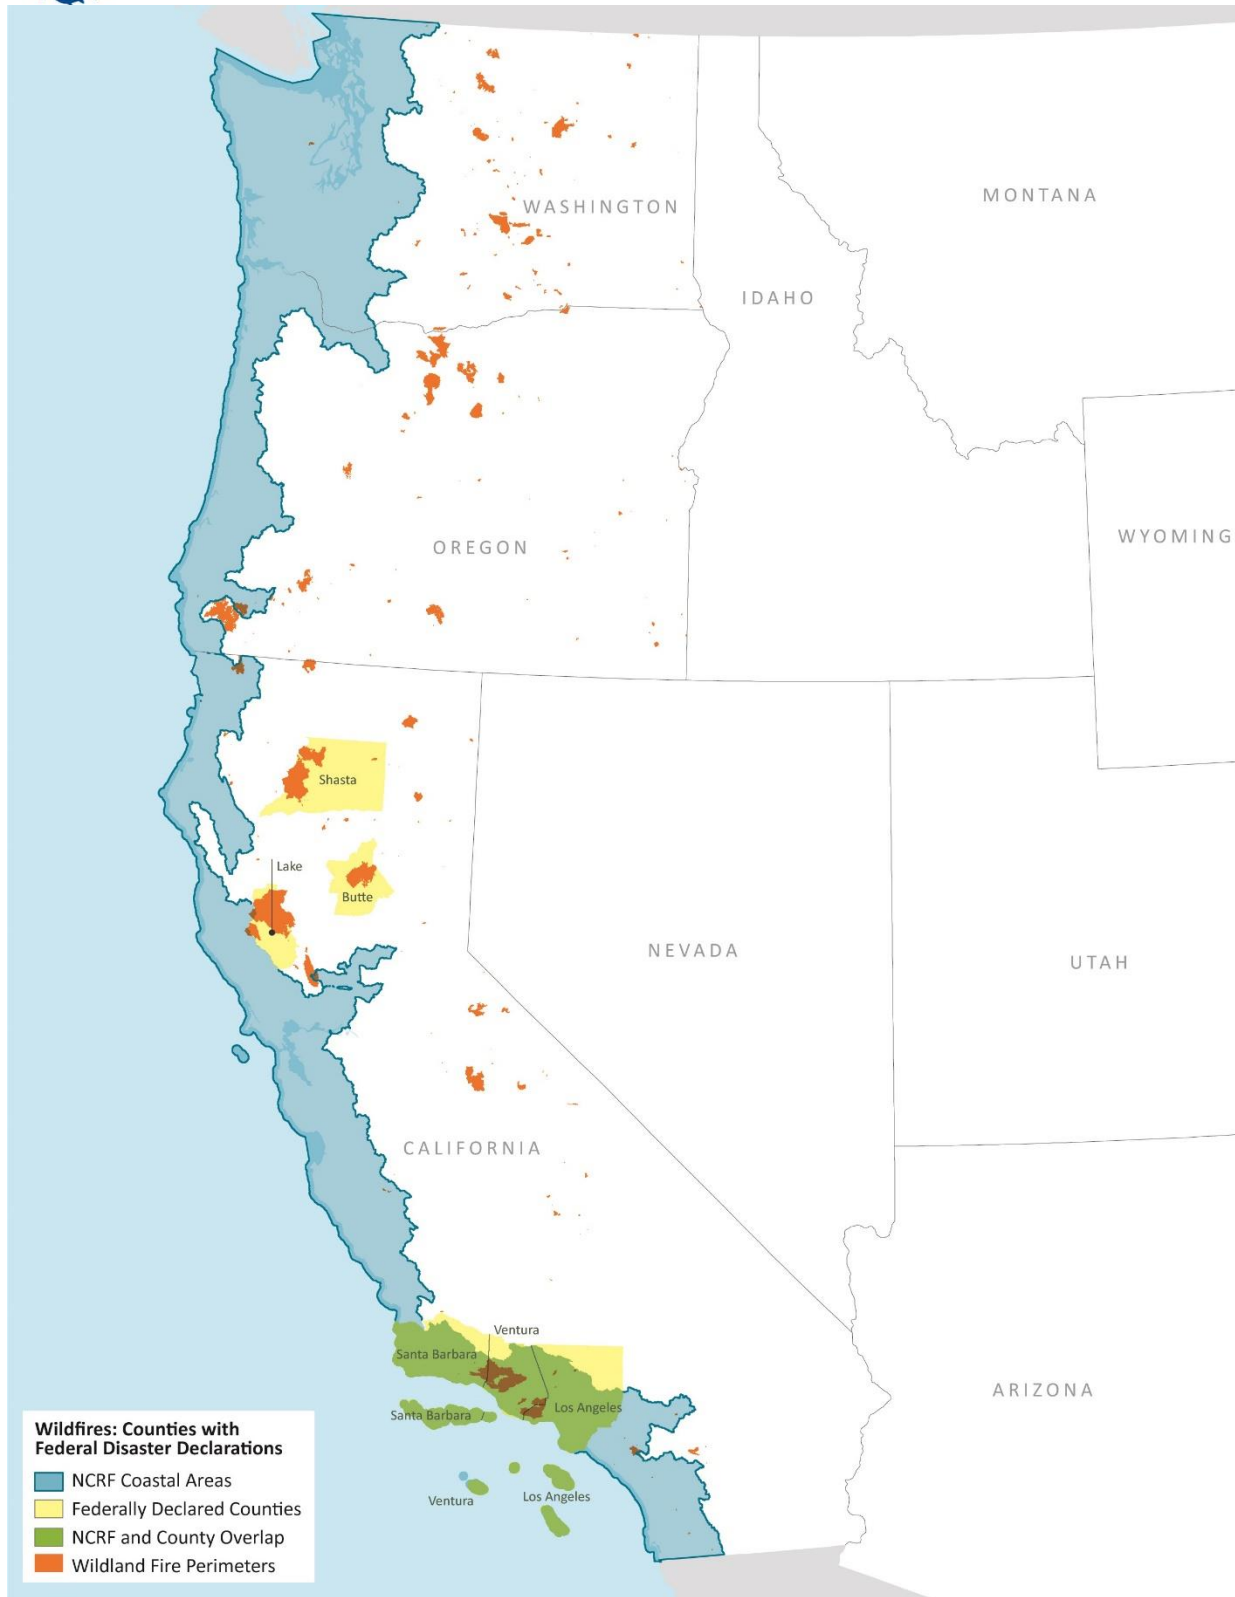 WASHINGTON
MONTANA
IDAHO
WYOMING
OREGON
Shasta
Lake
Butte
NEVADA
UTAH
CALIFORNIA
Ventura
Santa Barbara
ARIZONA
Los Angeles
Santa Barbara
Ventura
Los Angeles
Wildfires: Counties with
Federal Disaster Declarations
NCRF Coastal Areas
Federally Declared Counties
NCRF and County Overlap
Wildland Fire Perimeters